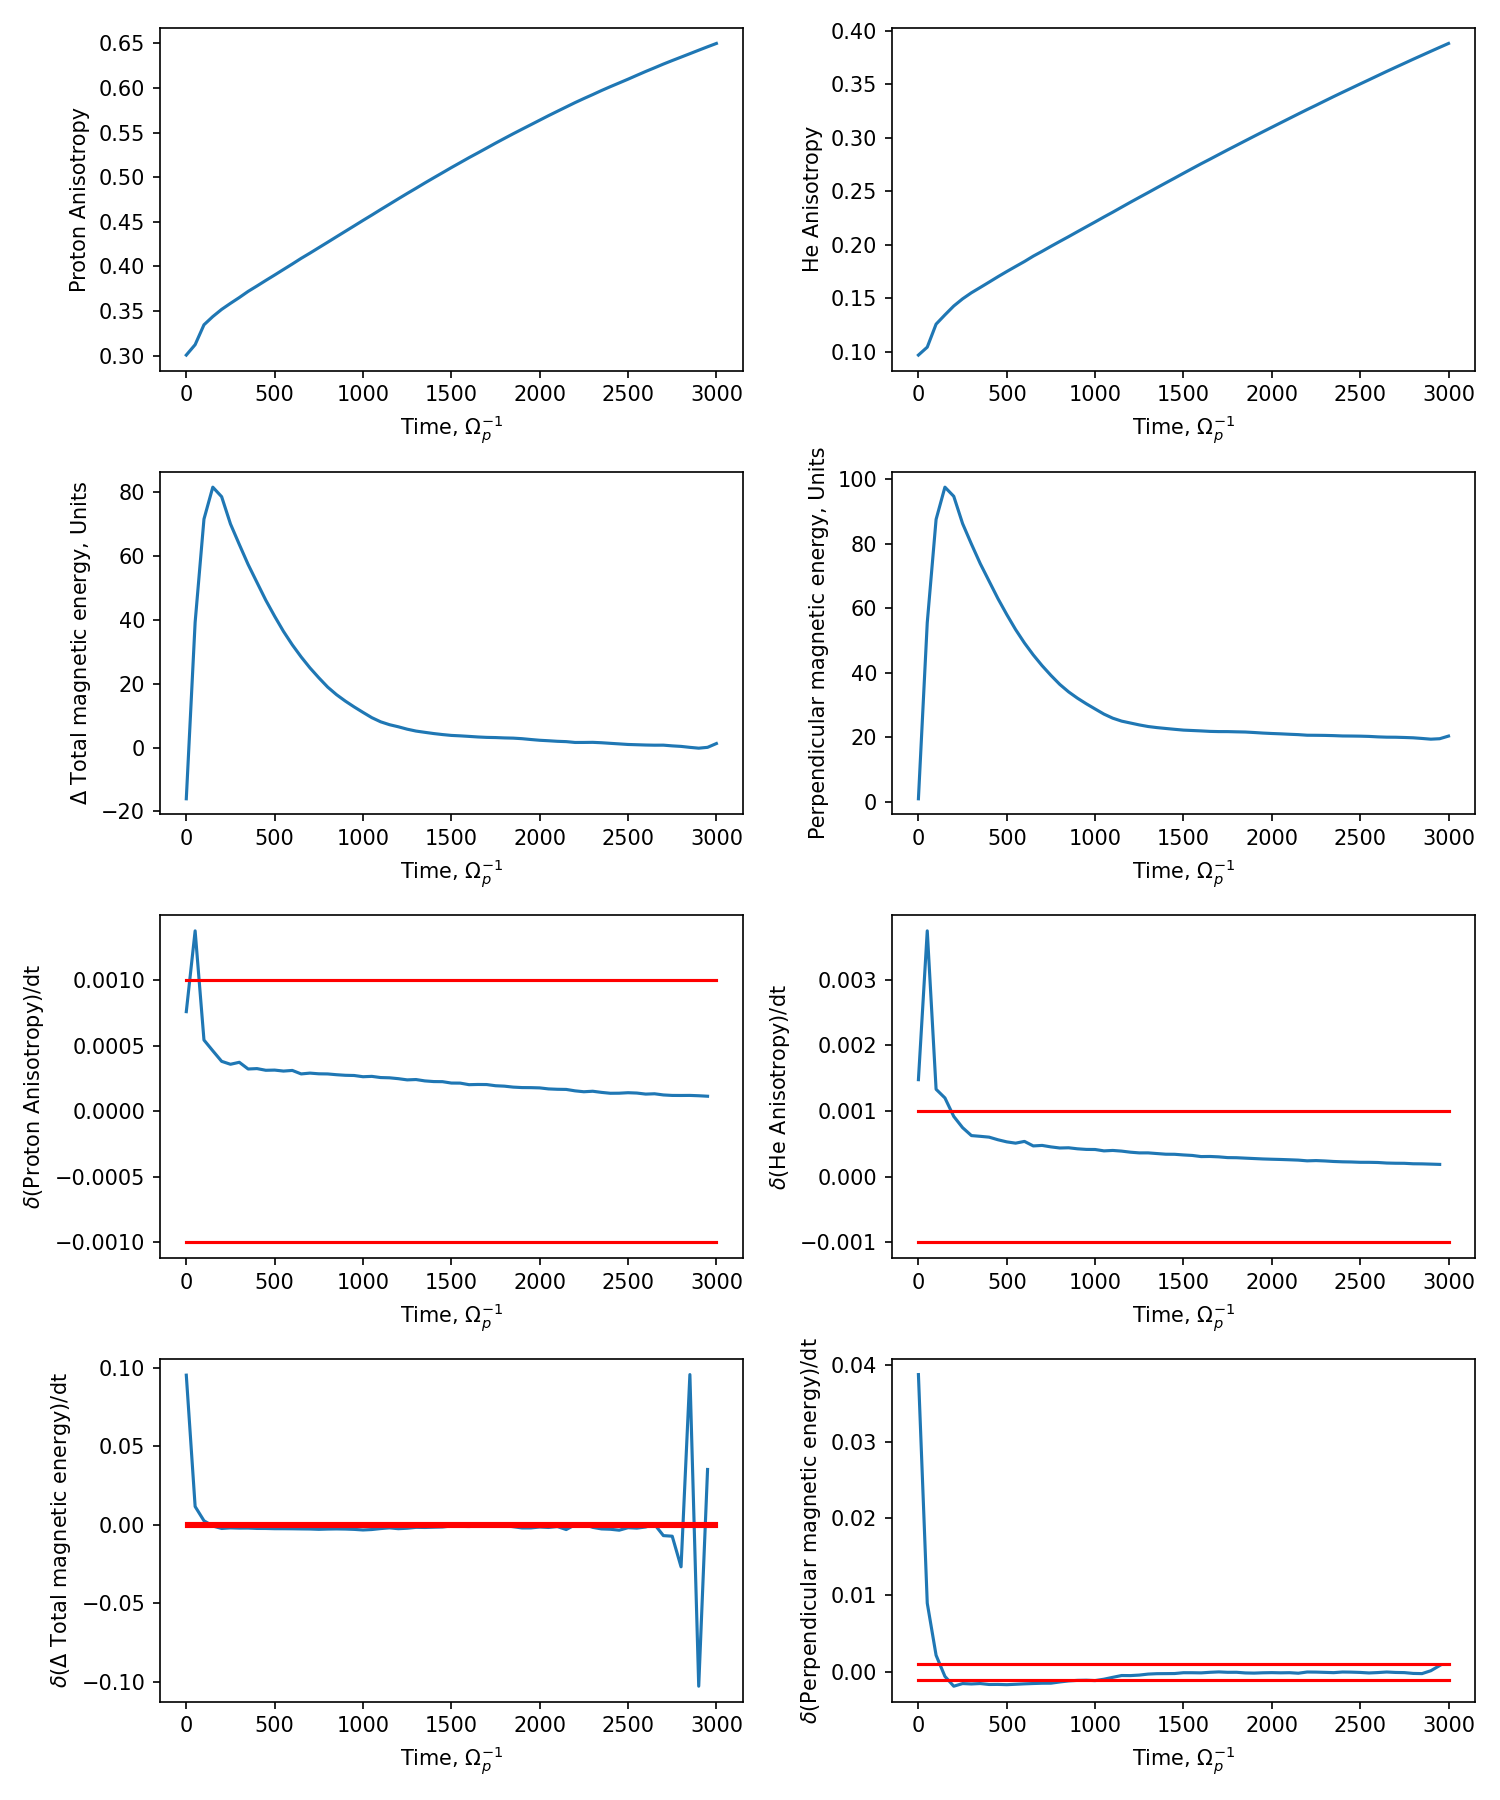 Proton Anisotropy
0.65
0.60
0.55
0.50
0.45
0.40
0.35
0.30
0 500 1000 1500 2000 2500 3000
Time, Ω_p^{-1}
He Anisotropy
0.40
0.35
0.30
0.25
0.20
0.15
0.10
0 500 1000 1500 2000 2500 3000
Time, Ω_p^{-1}
Δ Total magnetic energy, Units
80
60
40
20
0
−20
0 500 1000 1500 2000 2500 3000
Time, Ω_p^{-1}
Perpendicular magnetic energy, Units
100
80
60
40
20
0
0 500 1000 1500 2000 2500 3000
Time, Ω_p^{-1}
δ(Proton Anisotropy)/dt
0.0010
0.0005
0.0000
−0.0005
−0.0010
0 500 1000 1500 2000 2500 3000
Time, Ω_p^{-1}
δ(He Anisotropy)/dt
0.003
0.002
0.001
0.000
−0.001
0 500 1000 1500 2000 2500 3000
Time, Ω_p^{-1}
δ(Δ Total magnetic energy)/dt
0.10
0.05
0.00
−0.05
−0.10
0 500 1000 1500 2000 2500 3000
Time, Ω_p^{-1}
δ(Perpendicular magnetic energy)/dt
0.04
0.03
0.02
0.01
0.00
0 500 1000 1500 2000 2500 3000
Time, Ω_p^{-1}